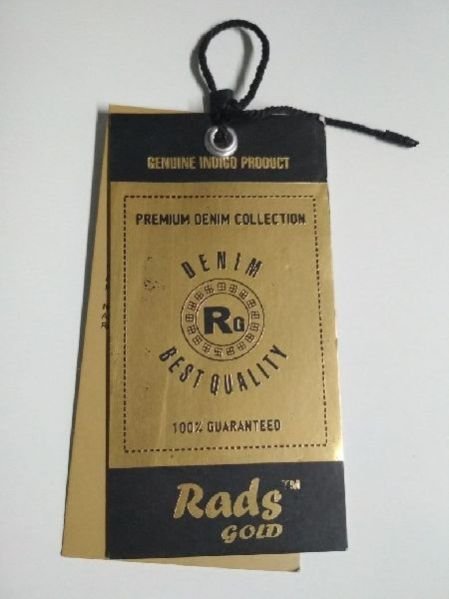 GENUINE INDIGO PRODUCT
PREMIUM DENIM COLLECTION
DENIM
RG
BEST QUALITY
100% GUARANTEED
Rads™
GOLD